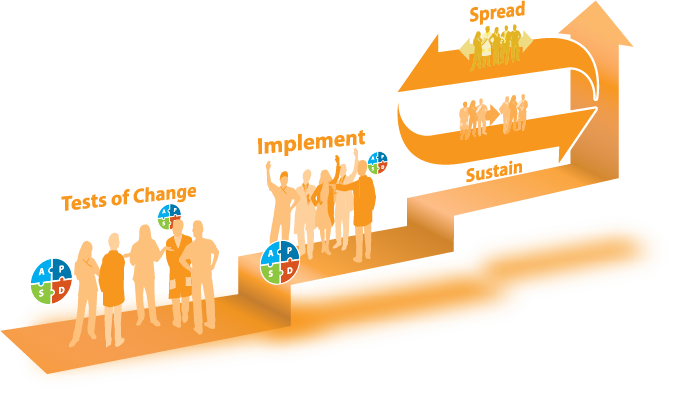 Spread
Implement
Sustain
Tests of Change
A P
S D
A P
S D
A P
S D
A P
S D